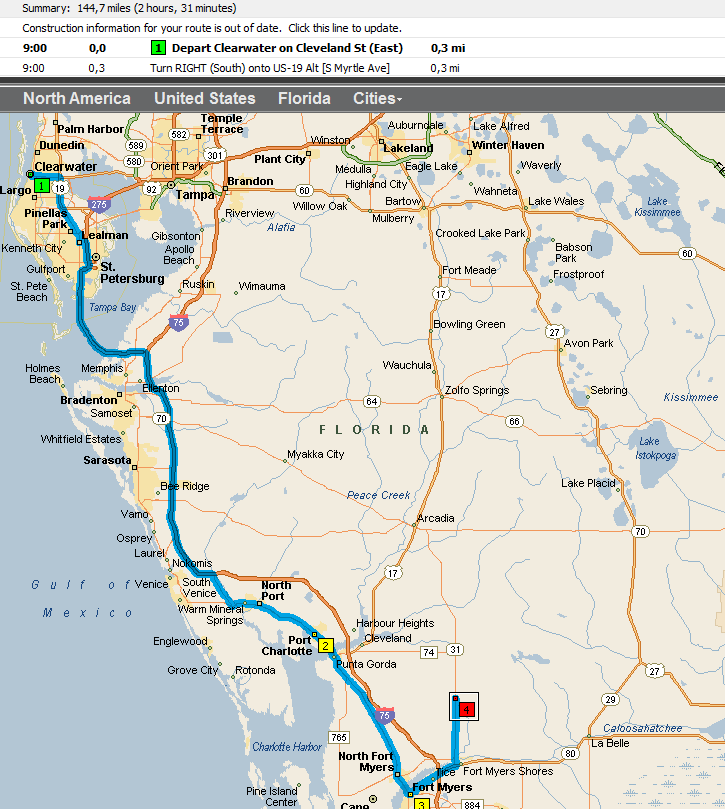 Summary: 144,7 miles (2 hours, 31 minutes)
Construction information for your route is out of date. Click this line to update.
9:00 0,0 1 Depart Clearwater on Cleveland St (East) 0,3 mi
9:00 0,3 Turn RIGHT (South) onto US-19 Alt [S Myrtle Ave] 0,3 mi
North America United States Florida Cities
Palm Harbor
582
Temple Terrace
Auburndale
Lake Alfred
Dunedin
589
Winston
Lakeland
Winter Haven
580
301
Plant City
Clearwater
Orient Park
Medulla
Eagle Lake
Waverly
Largo
1
19
92
Brandon
Highland City
Wahneta
275
Tampa
60
Willow Oak
Bartow
Lake Wales
Lake Kissimmee
Pinellas Park
Riverview
Mulberry
Lealman
Alafia
Crooked Lake Park
Kenneth City
Gibsonton
Babson Park
60
Apollo Beach
Gulfport
St. Petersburg
Fort Meade
Frostproof
St. Pete Beach
Ruskin
Wimauma
17
Tampa Bay
75
Bowling Green
27
Avon Park
Holmes Beach
Memphis
Wauchula
Ellenton
Zolfo Springs
Sebring
Bradenton
64
Kissimmee
Samoset
70
66
Whitfield Estates
FLORIDA
Lake Istokpoga
Sarasota
Myakka City
Bee Ridge
Peace Creek
Lake Placid
Vamo
Arcadia
Osprey
70
Laurel
Nokomis
17
Gulf of Mexico
Venice
South Venice
North Port
Warm Mineral Springs
Harbour Heights
Englewood
Port Charlotte
2
Cleveland
74
31
Grove City
Rotonda
Punta Gorda
27
4
29
75
765
Caloosahatchee
Charlotte Harbor
North Fort Myers
80
La Belle
Tice
Fort Myers Shores
Pine Island Center
Fort Myers
Cape
3
884